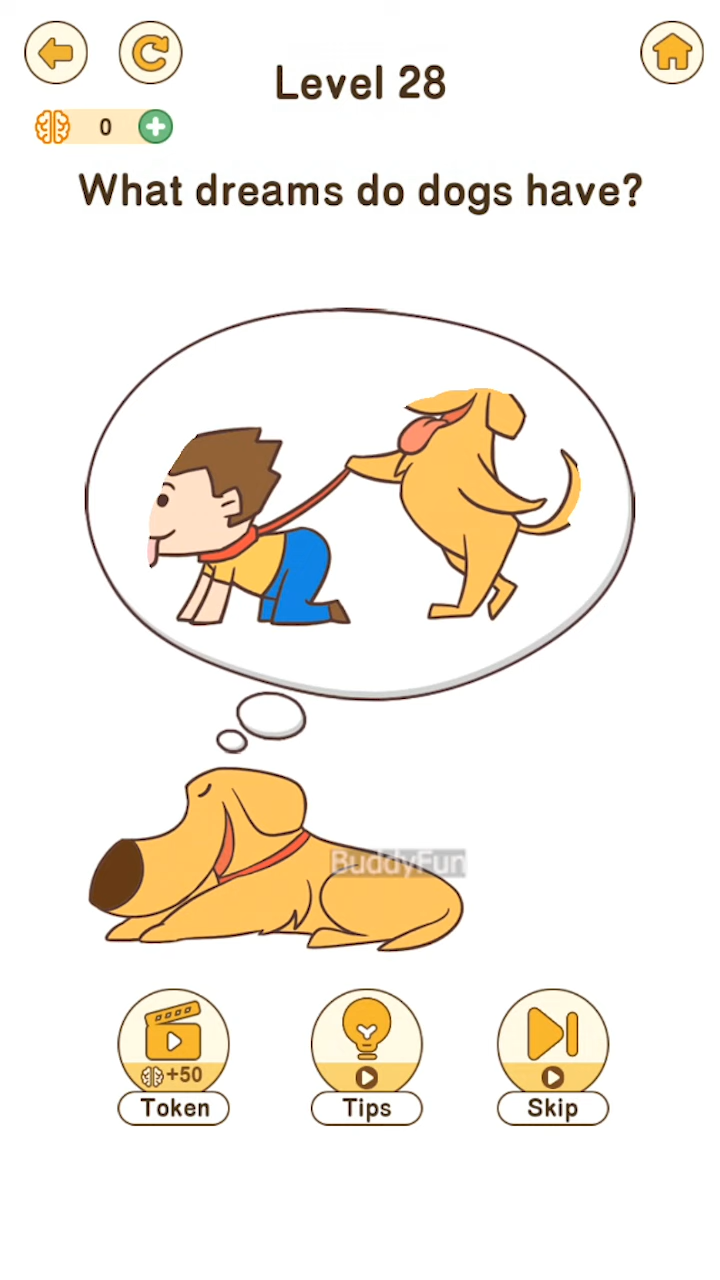 Level 28
0
What dreams do dogs have?
BuddyFun
+50
Token
Tips
Skip